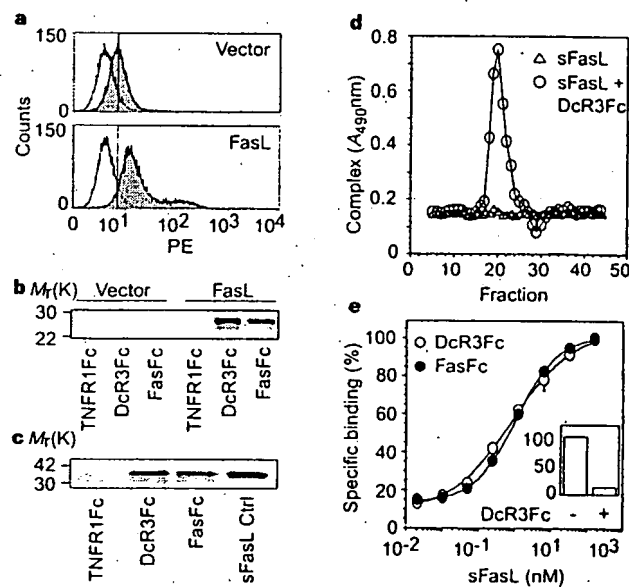 a
150
0
Vector
150
0
FasL
Counts
0 10¹ 10² 10³ 10⁴
PE
b Mr(K) Vector FasL
30
22
TNFR1Fc DcR3Fc FasFc TNFR1Fc DcR3Fc FasFc
c Mr(K)
42
30
TNFR1Fc DcR3Fc FasFc sFasL Ctrl
d
0.8
0.6
0.4
0.2
0
Complex (A490nm)
sFasL
sFasL +
DcR3Fc
0 10 20 30 40
Fraction
e
100
80
60
40
20
0
Specific binding (%)
DcR3Fc
FasFc
100
50
0
DcR3Fc - +
10⁻² 10⁻¹ 10¹ 10³
sFasL (nM)